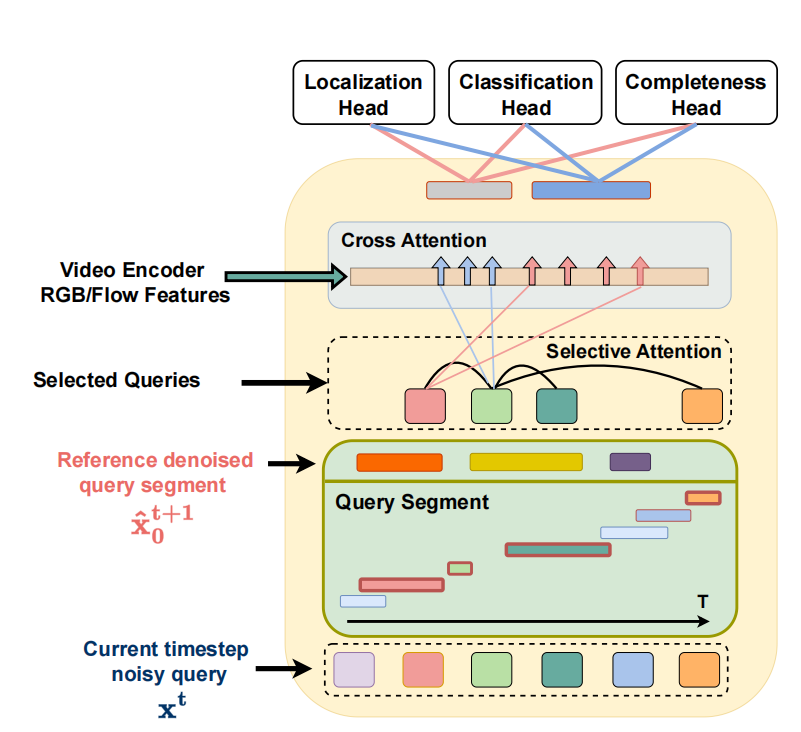 Localization
Head
Classification
Head
Completeness
Head
Cross Attention
Video Encoder
RGB/Flow Features
Selective Attention
Selected Queries
Reference denoised
query segment
x̂₀ᵗ⁺¹
Query Segment
T
Current timestep
noisy query
xᵗ